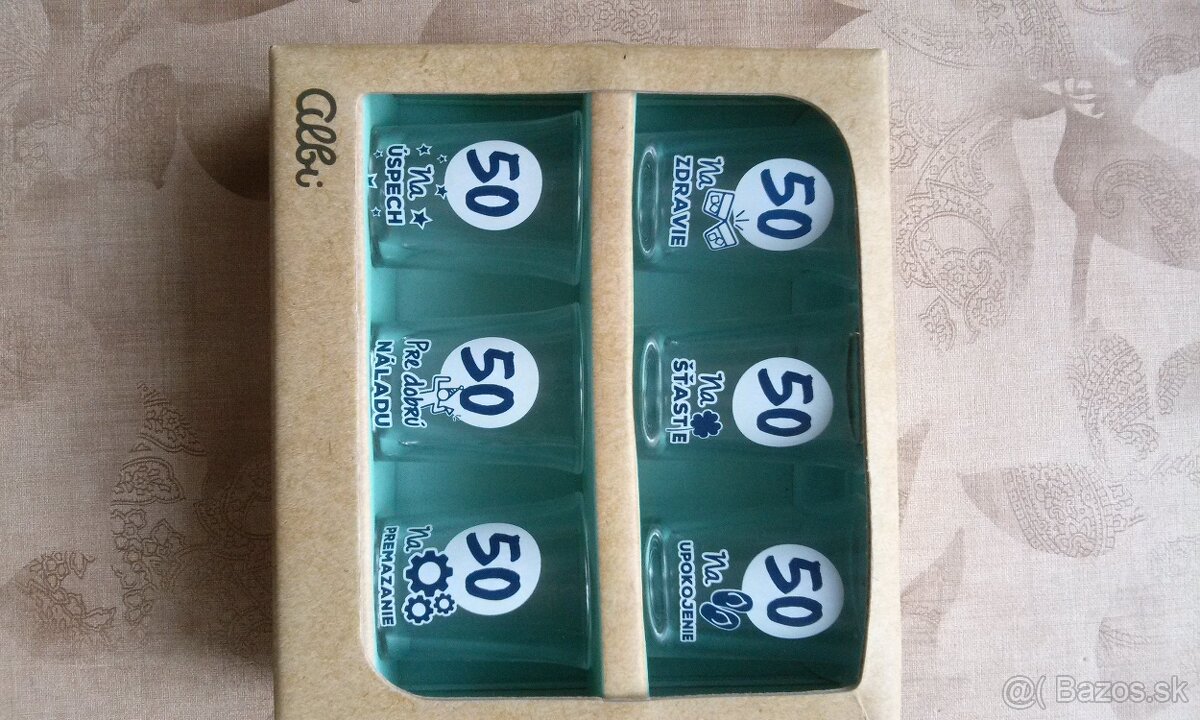 albi
50
Na
ZDRAVIE
50
Na
ŠŤASTIE
50
Na
UPOKOJENIE
50
Na
ÚSPECH
50
Pre dobrú
NÁLADU
50
Na
PREMAZANIE
@( Bazos.sk